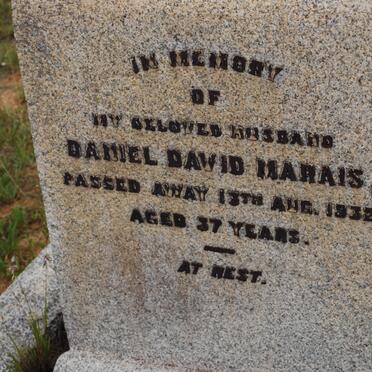 IN MEMORY
OF
MY BELOVED HUSBAND
DANIEL DAVID MARAIS
PASSED AWAY 13TH AUG. 1932
AGED 37 YEARS.
AT REST.